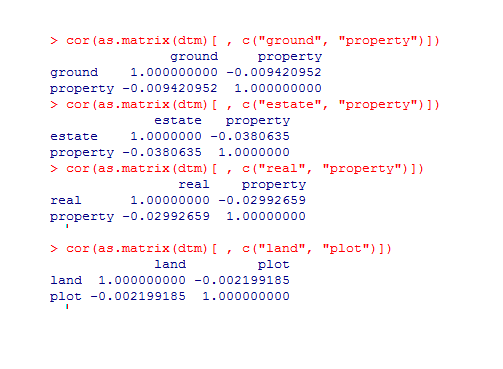 > cor(as.matrix(dtm)[ , c("ground", "property")])
ground property
ground 1.000000000 -0.009420952
property -0.009420952 1.000000000
> cor(as.matrix(dtm)[ , c("estate", "property")])
estate property
estate 1.0000000 -0.0380635
property -0.0380635 1.0000000
> cor(as.matrix(dtm)[ , c("real", "property")])
real property
real 1.00000000 -0.02992659
property -0.02992659 1.00000000
> cor(as.matrix(dtm)[ , c("land", "plot")])
land plot
land 1.000000000 -0.002199185
plot -0.002199185 1.000000000